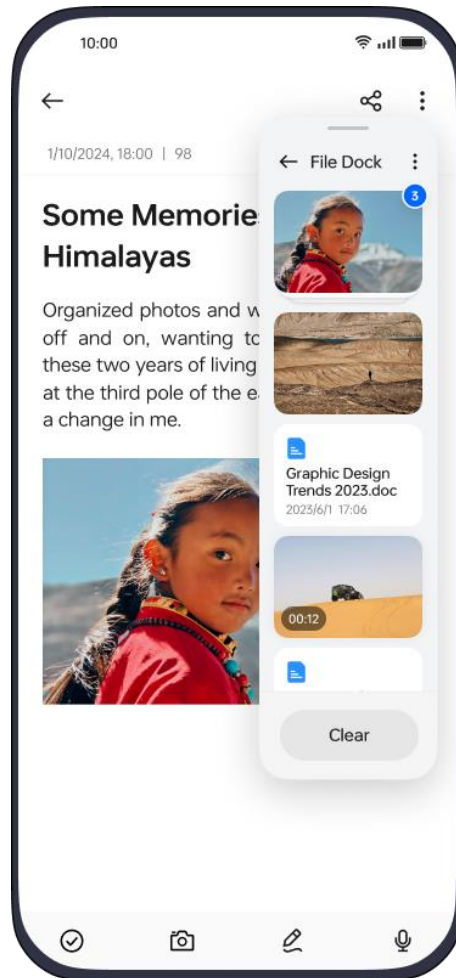 10:00
1/10/2024, 18:00 | 98
File Dock
3
Some Memories
Himalayas
Organized photos and w
off and on, wanting to
these two years of living
at the third pole of the e
a change in me.
Graphic Design
Trends 2023.doc
2023/6/1 17:06
00:12
Clear